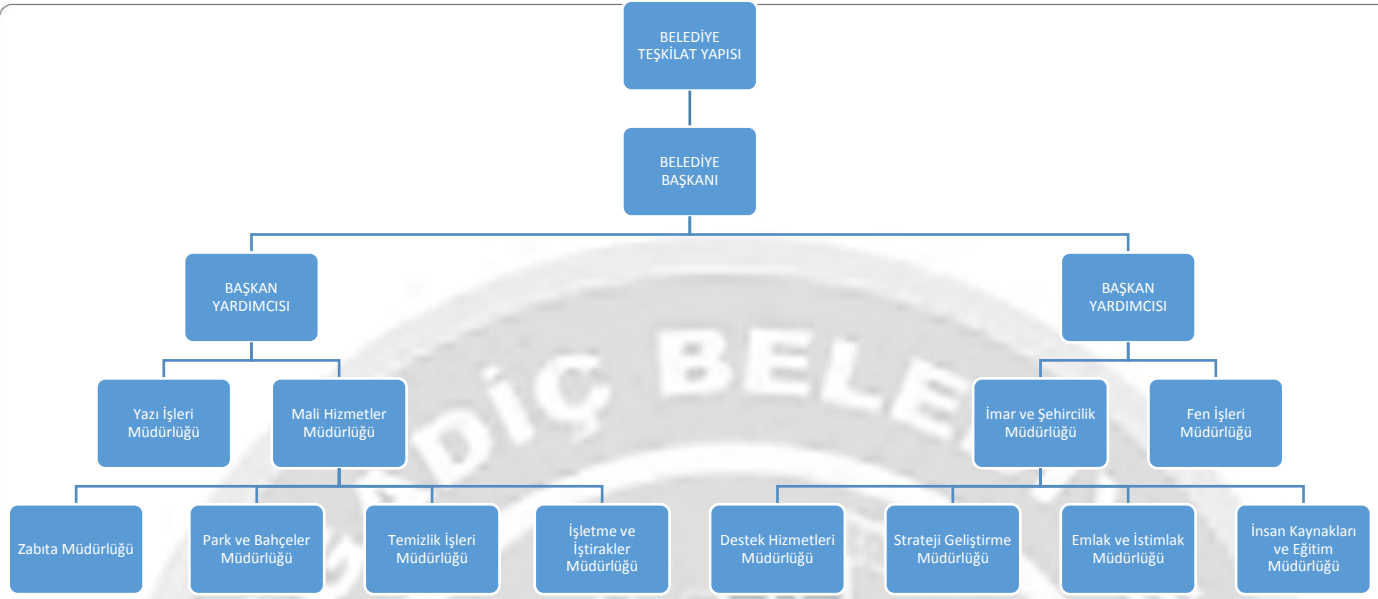 BELEDİYE
TEŞKİLAT YAPISI
BELEDİYE
BAŞKANI
BAŞKAN
YARDIMCISI
BAŞKAN
YARDIMCISI
Yazı İşleri
Müdürlüğü
Mali Hizmetler
Müdürlüğü
İmar ve Şehircilik
Müdürlüğü
Fen İşleri
Müdürlüğü
Zabıta Müdürlüğü
Park ve Bahçeler
Müdürlüğü
Temizlik İşleri
Müdürlüğü
İşletme ve
İştirakler
Müdürlüğü
Destek Hizmetleri
Müdürlüğü
Strateji Geliştirme
Müdürlüğü
Emlak ve İstimlak
Müdürlüğü
İnsan Kaynakları
ve Eğitim
Müdürlüğü